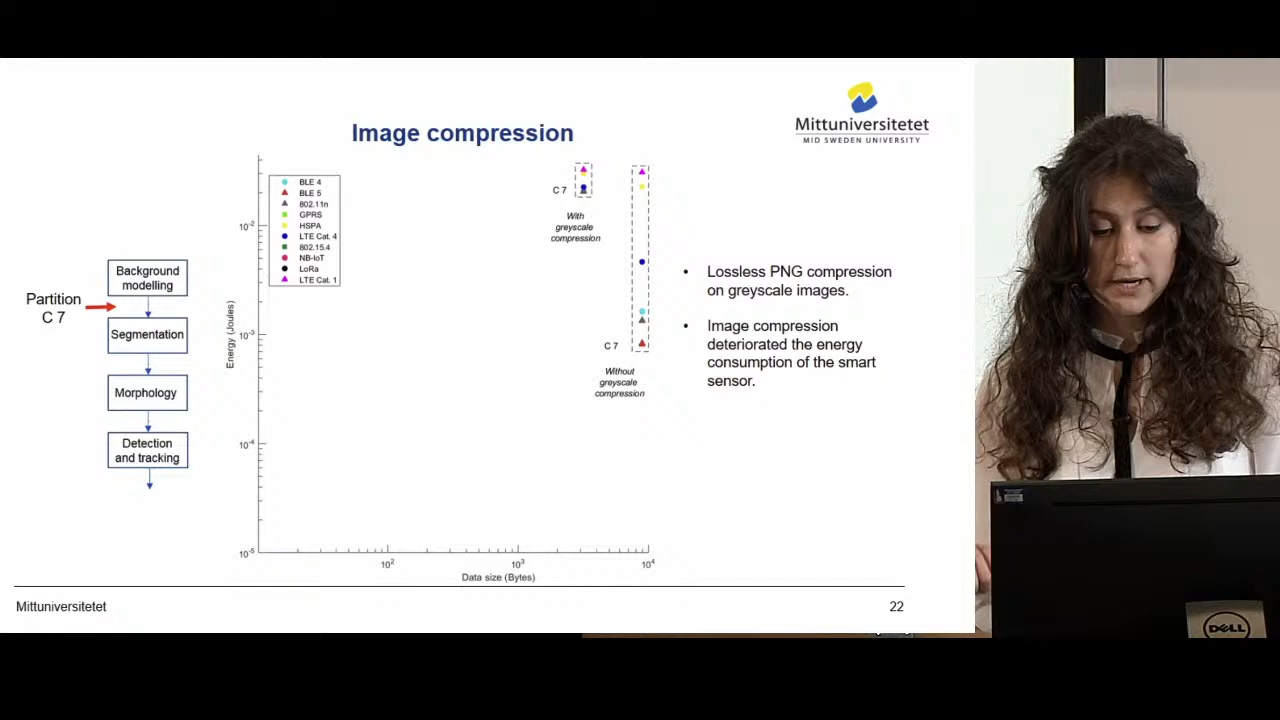 Mittuniversitetet
MID SWEDEN UNIVERSITY
Image compression
Partition
C 7
Background
modelling
Segmentation
Morphology
Detection
and tracking
Energy (Joules)
10-2
10-3
10-4
10-5
BLE 4
BLE 5
802.11n
GPRS
HSPA
LTE Cat. 4
802.15.4
NB-IoT
LoRa
LTE Cat. 1
C 7
With
greyscale
compression
C 7
Without
greyscale
compression
102
103
104
Data size (Bytes)
• Lossless PNG compression
on greyscale images.
• Image compression
deteriorated the energy
consumption of the smart
sensor.
Mittuniversitetet
22
DELL